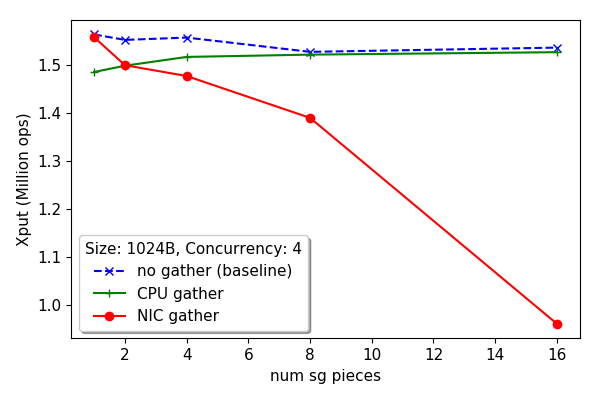 Xput (Million ops)
1.5
1.4
1.3
1.2
1.1
1.0
Size: 1024B, Concurrency: 4
no gather (baseline)
CPU gather
NIC gather
2 4 6 8 10 12 14 16
num sg pieces